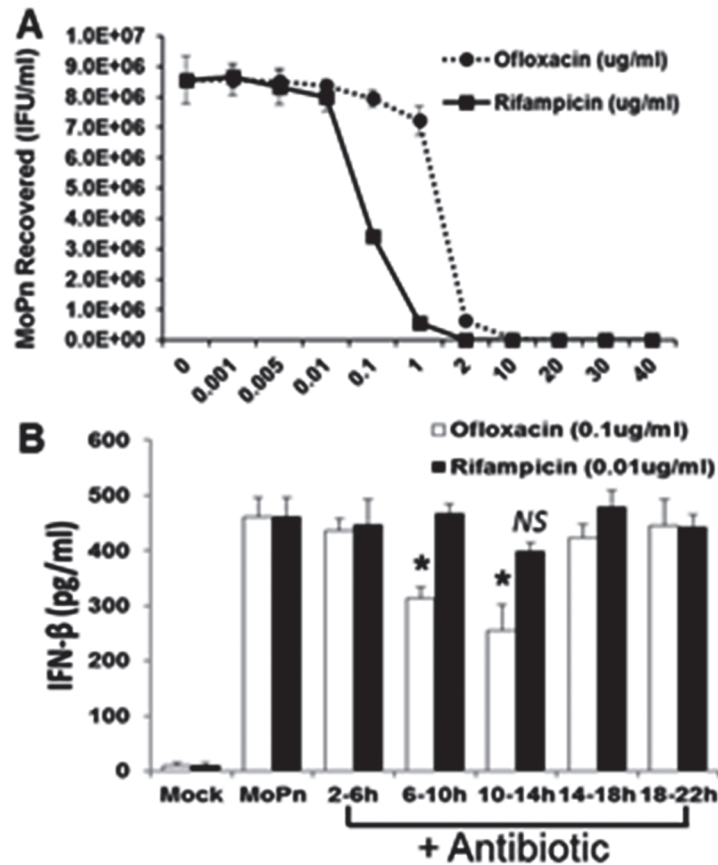 A
MoPn Recovered (IFU/ml)
1.0E+07
9.0E+06
8.0E+06
7.0E+06
6.0E+06
5.0E+06
4.0E+06
3.0E+06
2.0E+06
1.0E+06
0.0E+00
Ofloxacin (ug/ml)
Rifampicin (ug/ml)
0 0.001 0.005 0.01 0.1 1 2 10 20 30 40
B
IFN-β (pg/ml)
600
500
400
300
200
100
0
Ofloxacin (0.1ug/ml)
Rifampicin (0.01ug/ml)
* * NS
Mock MoPn 2-6h 6-10h 10-14h 14-18h 18-22h
+ Antibiotic